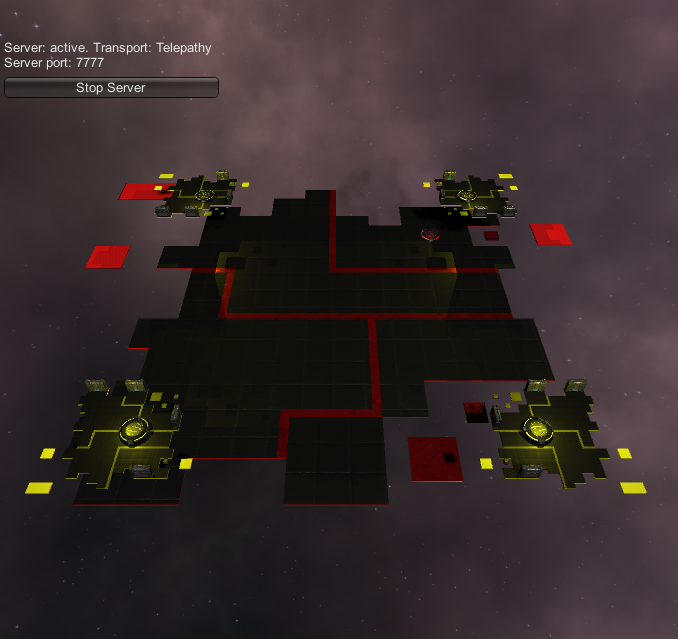 Server: active. Transport: Telepathy
Server port: 7777
Stop Server